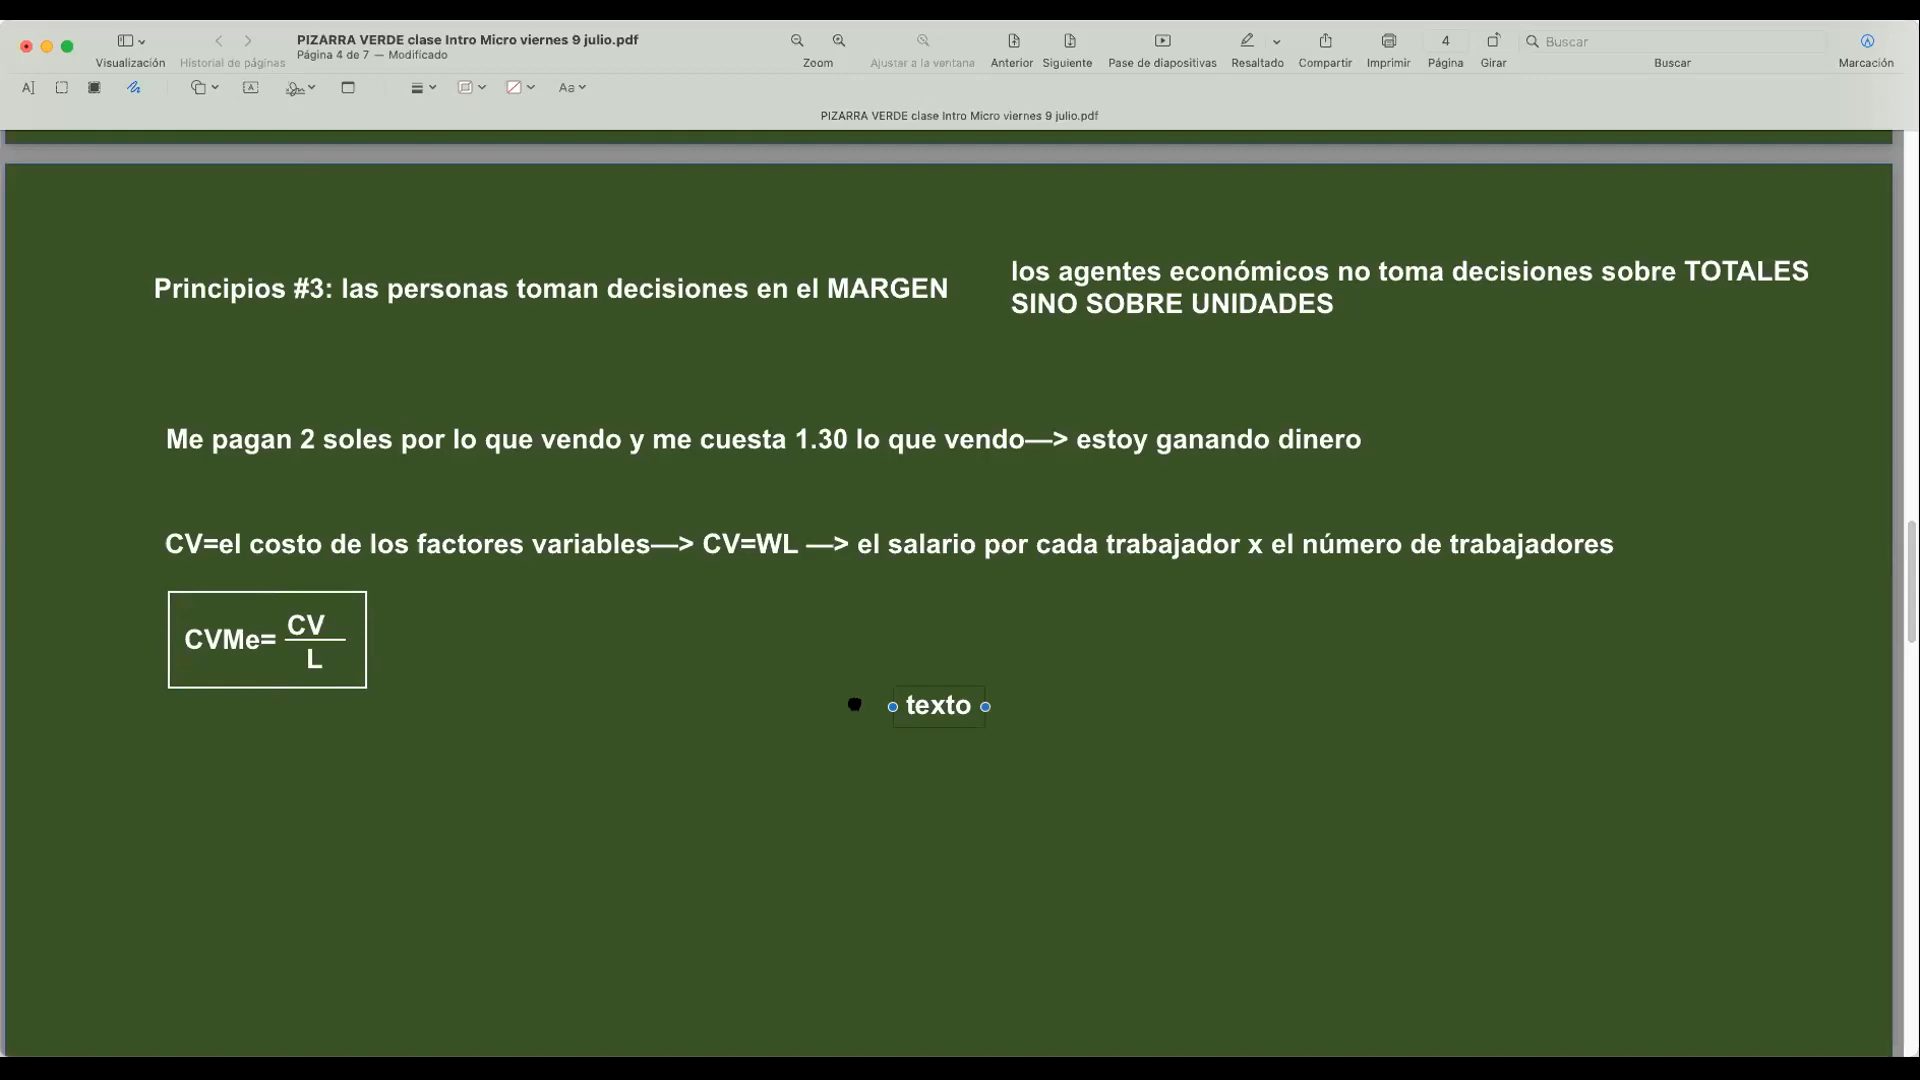 PIZARRA VERDE clase Intro Micro viernes 9 julio.pdf
Página 4 de 7 — Modificado
Visualización
Historial de páginas
Zoom
Ajustar a la ventana
Anterior
Siguiente
Pase de diapositivas
Resaltado
Compartir
Imprimir
4
Página
Girar
Buscar
Buscar
Marcación
A
Aa
PIZARRA VERDE clase Intro Micro viernes 9 julio.pdf
Principios #3: las personas toman decisiones en el MARGEN
los agentes económicos no toma decisiones sobre TOTALES
SINO SOBRE UNIDADES
Me pagan 2 soles por lo que vendo y me cuesta 1.30 lo que vendo—> estoy ganando dinero
CV=el costo de los factores variables—> CV=WL —> el salario por cada trabajador x el número de trabajadores
CVMe= CV
L
texto